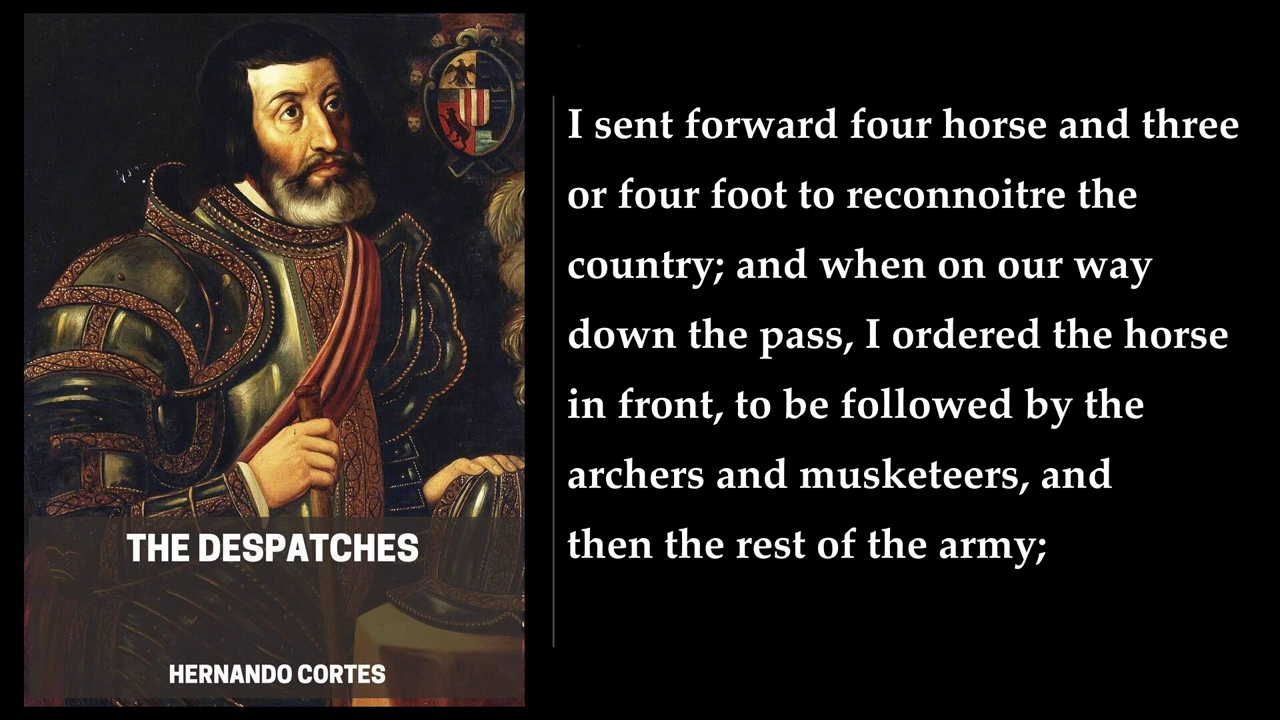 THE DESPATCHES
HERNANDO CORTES
I sent forward four horse and three
or four foot to reconnoitre the
country; and when on our way
down the pass, I ordered the horse
in front, to be followed by the
archers and musketeers, and
then the rest of the army;